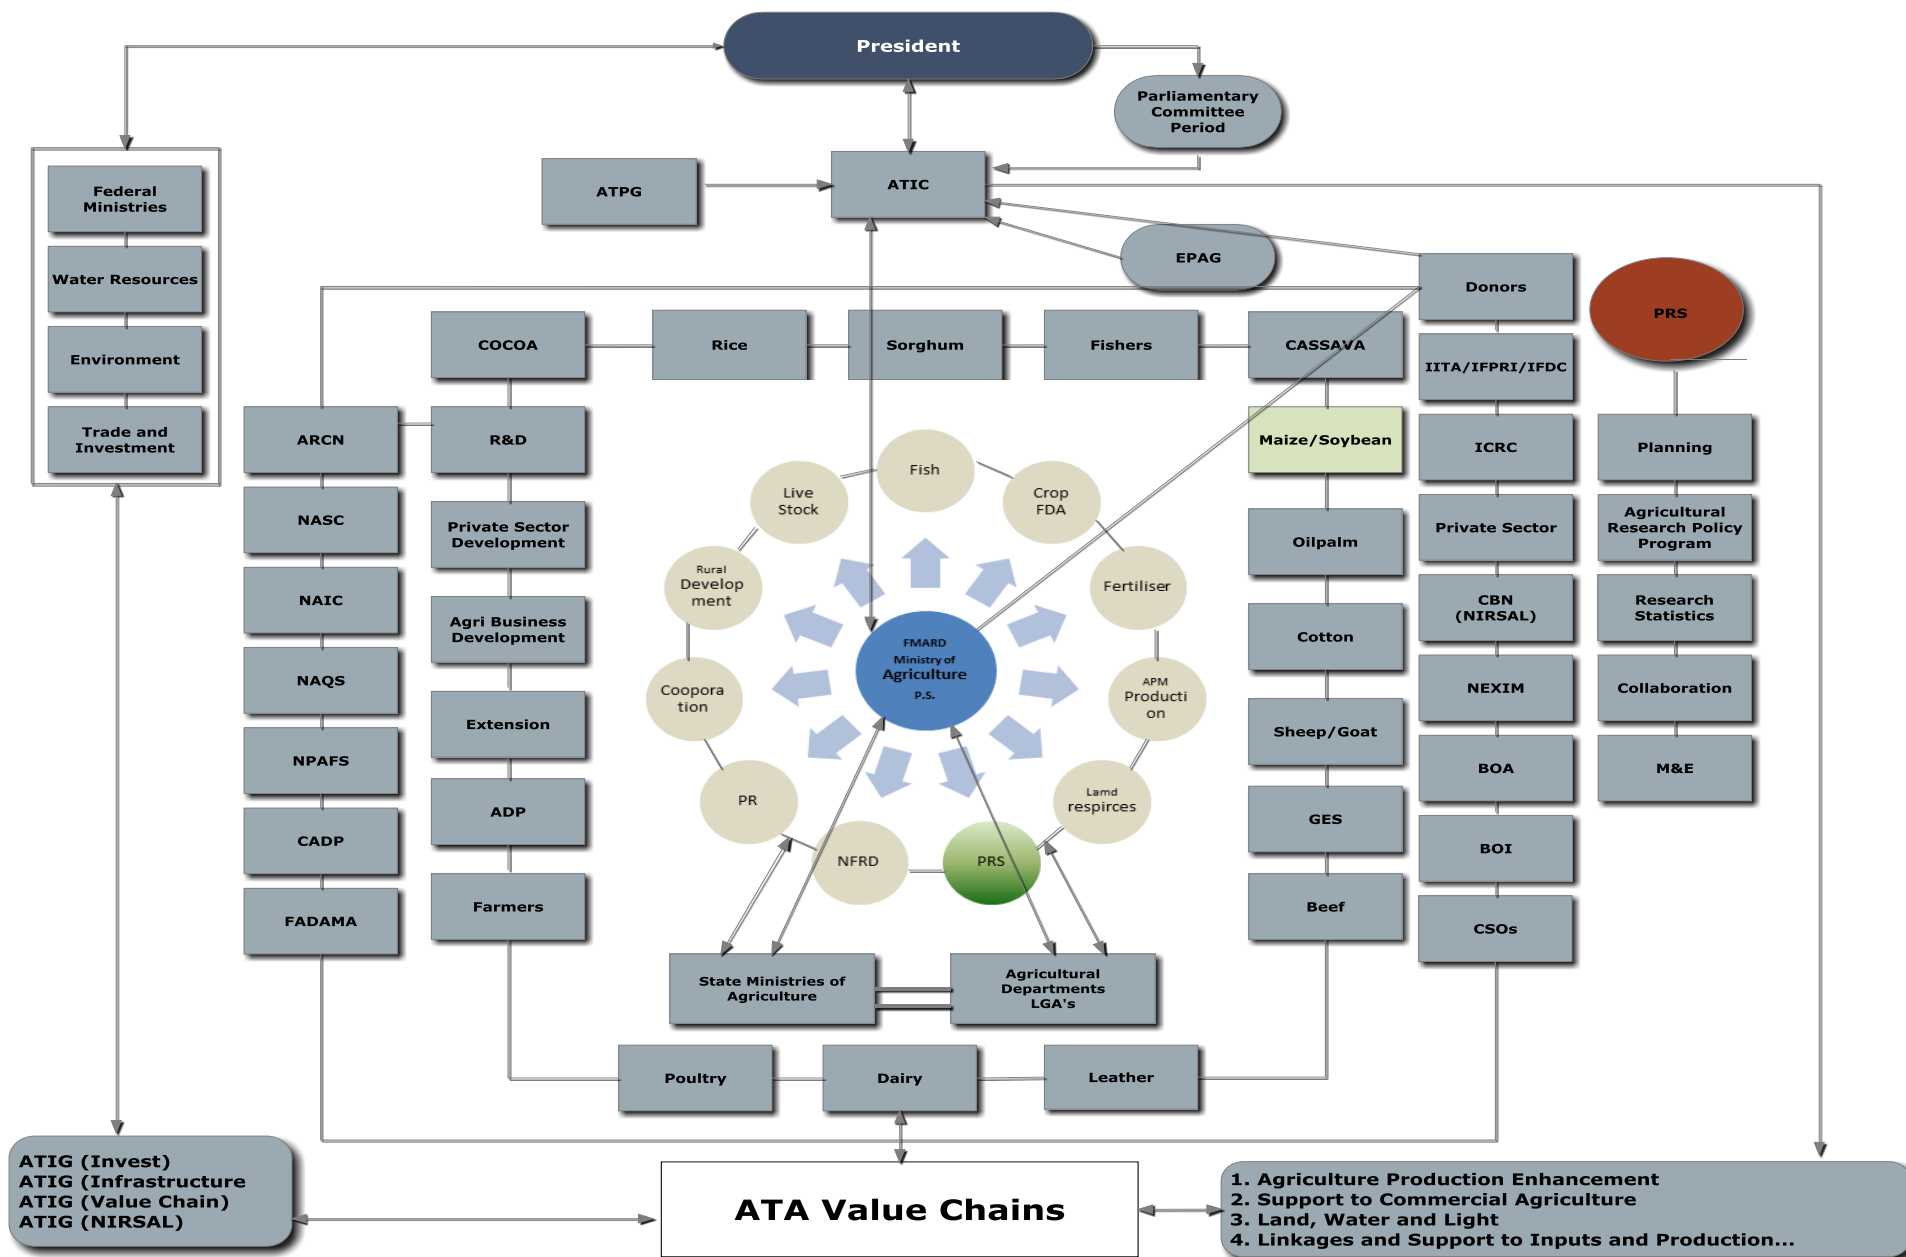 President
Parliamentary
Committee
Period
ATPG
ATIC
Federal
Ministries
Water Resources
Environment
Trade and
Investment
EPAG
Donors
PRS
COCOA
Rice
Sorghum
Fishers
CASSAVA
IITA/IFPRI/IFDC
ARCN
R&D
Maize/Soybean
ICRC
Planning
NASC
Private Sector
Development
Oilpalm
Private Sector
Agricultural
Research Policy
Program
NAIC
Agri Business
Development
Cotton
CBN
(NIRSAL)
Research
Statistics
NAQS
Extension
Sheep/Goat
NEXIM
Collaboration
NPAFS
ADP
GES
BOA
M&E
CADP
Farmers
Beef
BOI
FADAMA
CSOs
Fish
Crop
FDA
Fertiliser
APM
Producti
on
Lamd
respirces
PRS
NFRD
PR
Coopora
tion
Rural
Develop
ment
Live
Stock
FMARD
Ministry of
Agriculture
P.S.
State Ministries of
Agriculture
Agricultural
Departments
LGA's
Poultry
Dairy
Leather
ATIG (Invest)
ATIG (Infrastructure
ATIG (Value Chain)
ATIG (NIRSAL)
ATA Value Chains
1. Agriculture Production Enhancement
2. Support to Commercial Agriculture
3. Land, Water and Light
4. Linkages and Support to Inputs and Production...